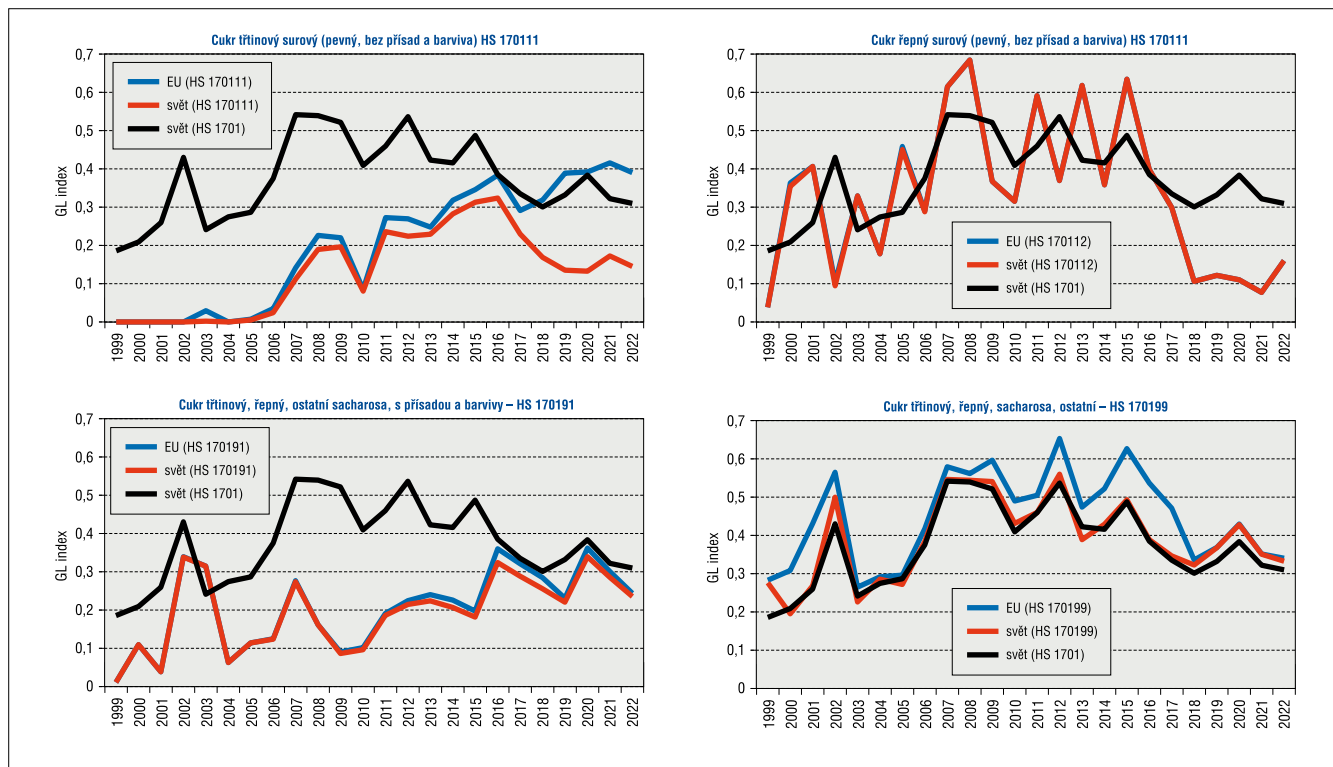 Cukr třtinový surový (pevný, bez přísad a barviva) HS 170111
0,7
0,6
0,5
0,4
0,3
0,2
0,1
0
GL index
EU (HS 170111)
svět (HS 170111)
svět (HS 1701)
1999 2000 2001 2002 2003 2004 2005 2006 2007 2008 2009 2010 2011 2012 2013 2014 2015 2016 2017 2018 2019 2020 2021 2022
Cukr řepný surový (pevný, bez přísad a barviva) HS 170111
0,7
0,6
0,5
0,4
0,3
0,2
0,1
0
GL index
EU (HS 170112)
svět (HS 170112)
svět (HS 1701)
1999 2000 2001 2002 2003 2004 2005 2006 2007 2008 2009 2010 2011 2012 2013 2014 2015 2016 2017 2018 2019 2020 2021 2022
Cukr třtinový, řepný, ostatní sacharosa, s přísadou a barvivy – HS 170191
0,7
0,6
0,5
0,4
0,3
0,2
0,1
0
GL index
EU (HS 170191)
svět (HS 170191)
svět (HS 1701)
1999 2000 2001 2002 2003 2004 2005 2006 2007 2008 2009 2010 2011 2012 2013 2014 2015 2016 2017 2018 2019 2020 2021 2022
Cukr třtinový, řepný, sacharosa, ostatní – HS 170199
0,7
0,6
0,5
0,4
0,3
0,2
0,1
0
GL index
EU (HS 170199)
svět (HS 170199)
svět (HS 1701)
1999 2000 2001 2002 2003 2004 2005 2006 2007 2008 2009 2010 2011 2012 2013 2014 2015 2016 2017 2018 2019 2020 2021 2022